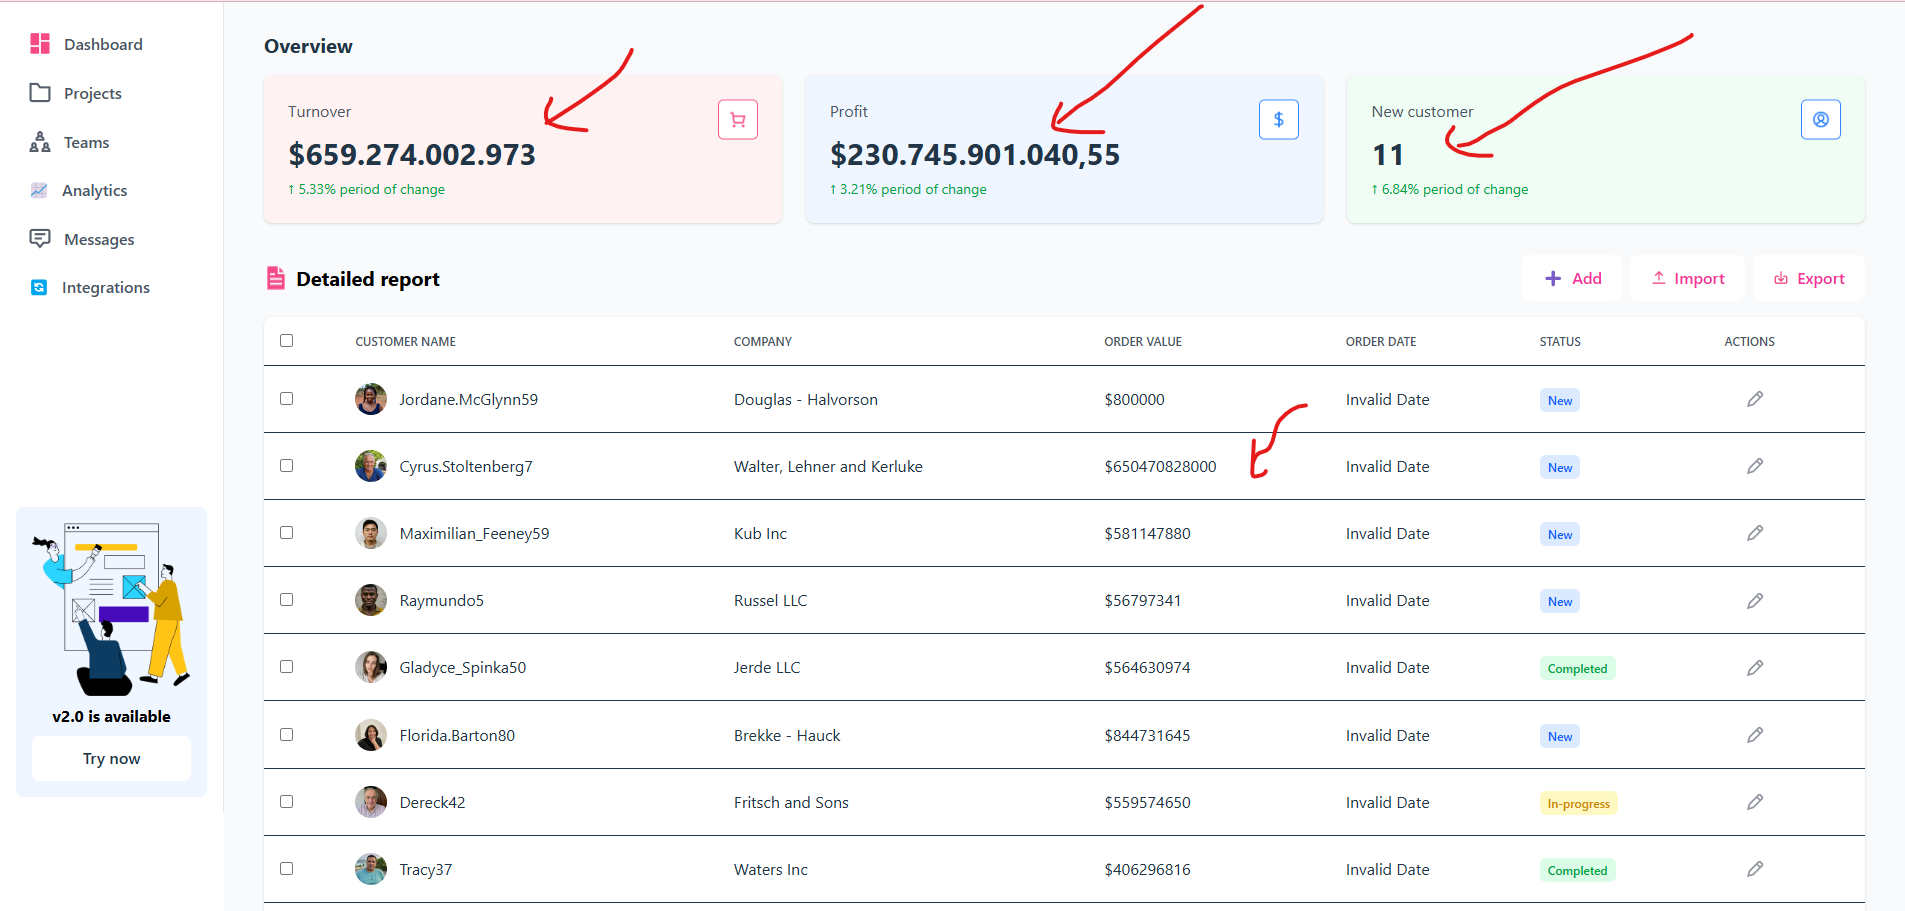 Dashboard
Projects
Teams
Analytics
Messages
Integrations
v2.0 is available
Try now
Overview
Turnover
$659.274.002.973
↑ 5.33% period of change
Profit
$230.745.901.040,55
↑ 3.21% period of change
New customer
11
↑ 6.84% period of change
Detailed report
Add Import Export
CUSTOMER NAME COMPANY ORDER VALUE ORDER DATE STATUS ACTIONS
Jordane.McGlynn59 Douglas - Halvorson $800000 Invalid Date New
Cyrus.Stoltenberg7 Walter, Lehner and Kerluke $650470828000 Invalid Date New
Maximilian_Feeney59 Kub Inc $581147880 Invalid Date New
Raymundo5 Russel LLC $56797341 Invalid Date New
Gladyce_Spinka50 Jerde LLC $564630974 Invalid Date Completed
Florida.Barton80 Brekke - Hauck $844731645 Invalid Date New
Dereck42 Fritsch and Sons $559574650 Invalid Date In-progress
Tracy37 Waters Inc $406296816 Invalid Date Completed